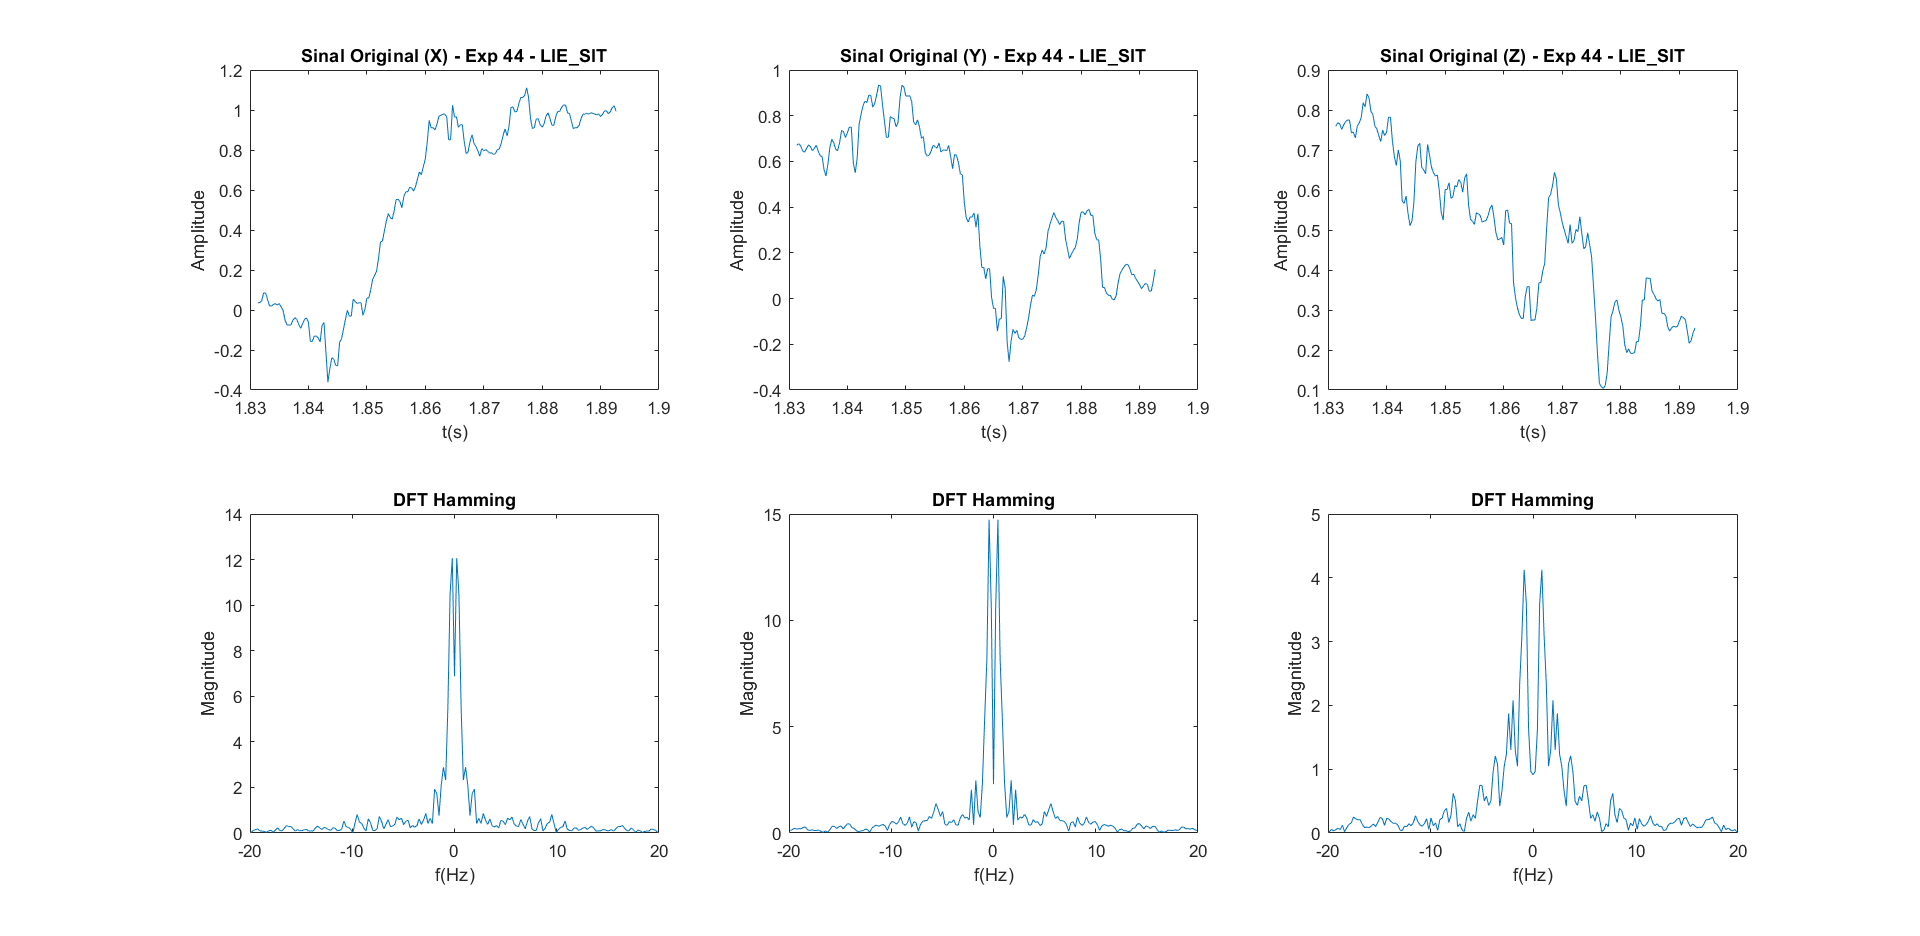 Sinal Original (X) - Exp 44 - LIE_SIT
1.2
1
0.8
0.6
0.4
0.2
0
-0.2
-0.4
Amplitude
1.83 1.84 1.85 1.86 1.87 1.88 1.89 1.9
t(s)
Sinal Original (Y) - Exp 44 - LIE_SIT
1
0.8
0.6
0.4
0.2
0
-0.2
-0.4
Amplitude
1.83 1.84 1.85 1.86 1.87 1.88 1.89 1.9
t(s)
Sinal Original (Z) - Exp 44 - LIE_SIT
0.9
0.8
0.7
0.6
0.5
0.4
0.3
0.2
0.1
Amplitude
1.83 1.84 1.85 1.86 1.87 1.88 1.89 1.9
t(s)
DFT Hamming
14
12
10
8
6
4
2
0
Magnitude
-20 -10 0 10 20
f(Hz)
DFT Hamming
15
10
5
0
Magnitude
-20 -10 0 10 20
f(Hz)
DFT Hamming
5
4
3
2
1
0
Magnitude
-20 -10 0 10 20
f(Hz)